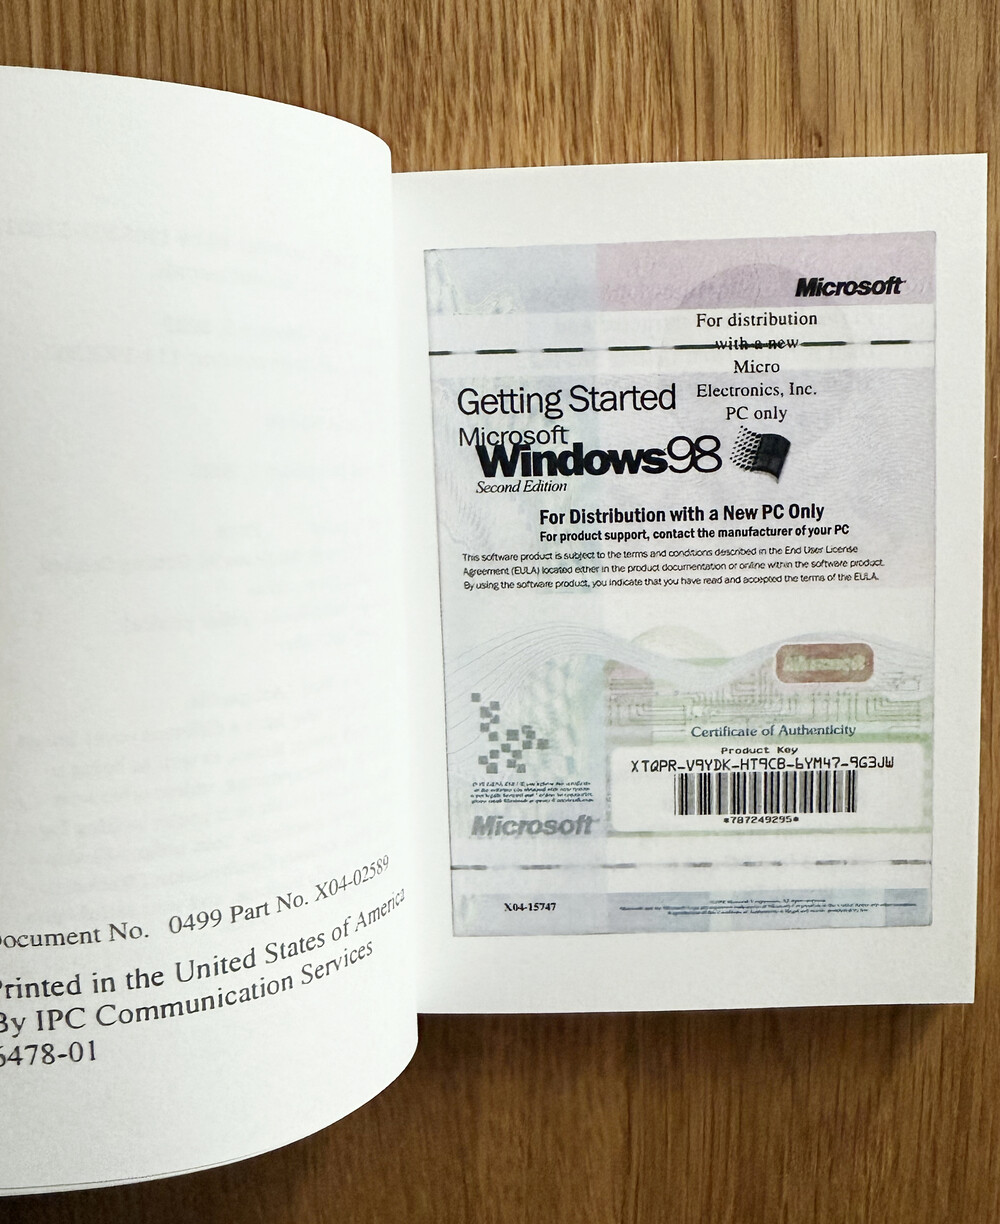 Document No. 0499 Part No. X04-02589
Printed in the United States of America
By IPC Communication Services
6478-01
Microsoft
For distribution
with a new
Micro
Electronics, Inc.
PC only
Getting Started
Microsoft
Windows98
Second Edition
For Distribution with a New PC Only
For product support, contact the manufacturer of your PC
This software product is subject to the terms and conditions described in the End User License
Agreement (EULA) located either in the product documentation or online within the software product.
By using the software product, you indicate that you have read and accepted the terms of the EULA.
Microsoft
Certificate of Authenticity
Product Key
XTQPR-V9YDK-HT9CB-6YM47-9G3JW
*787249295*
Microsoft
X04-15747